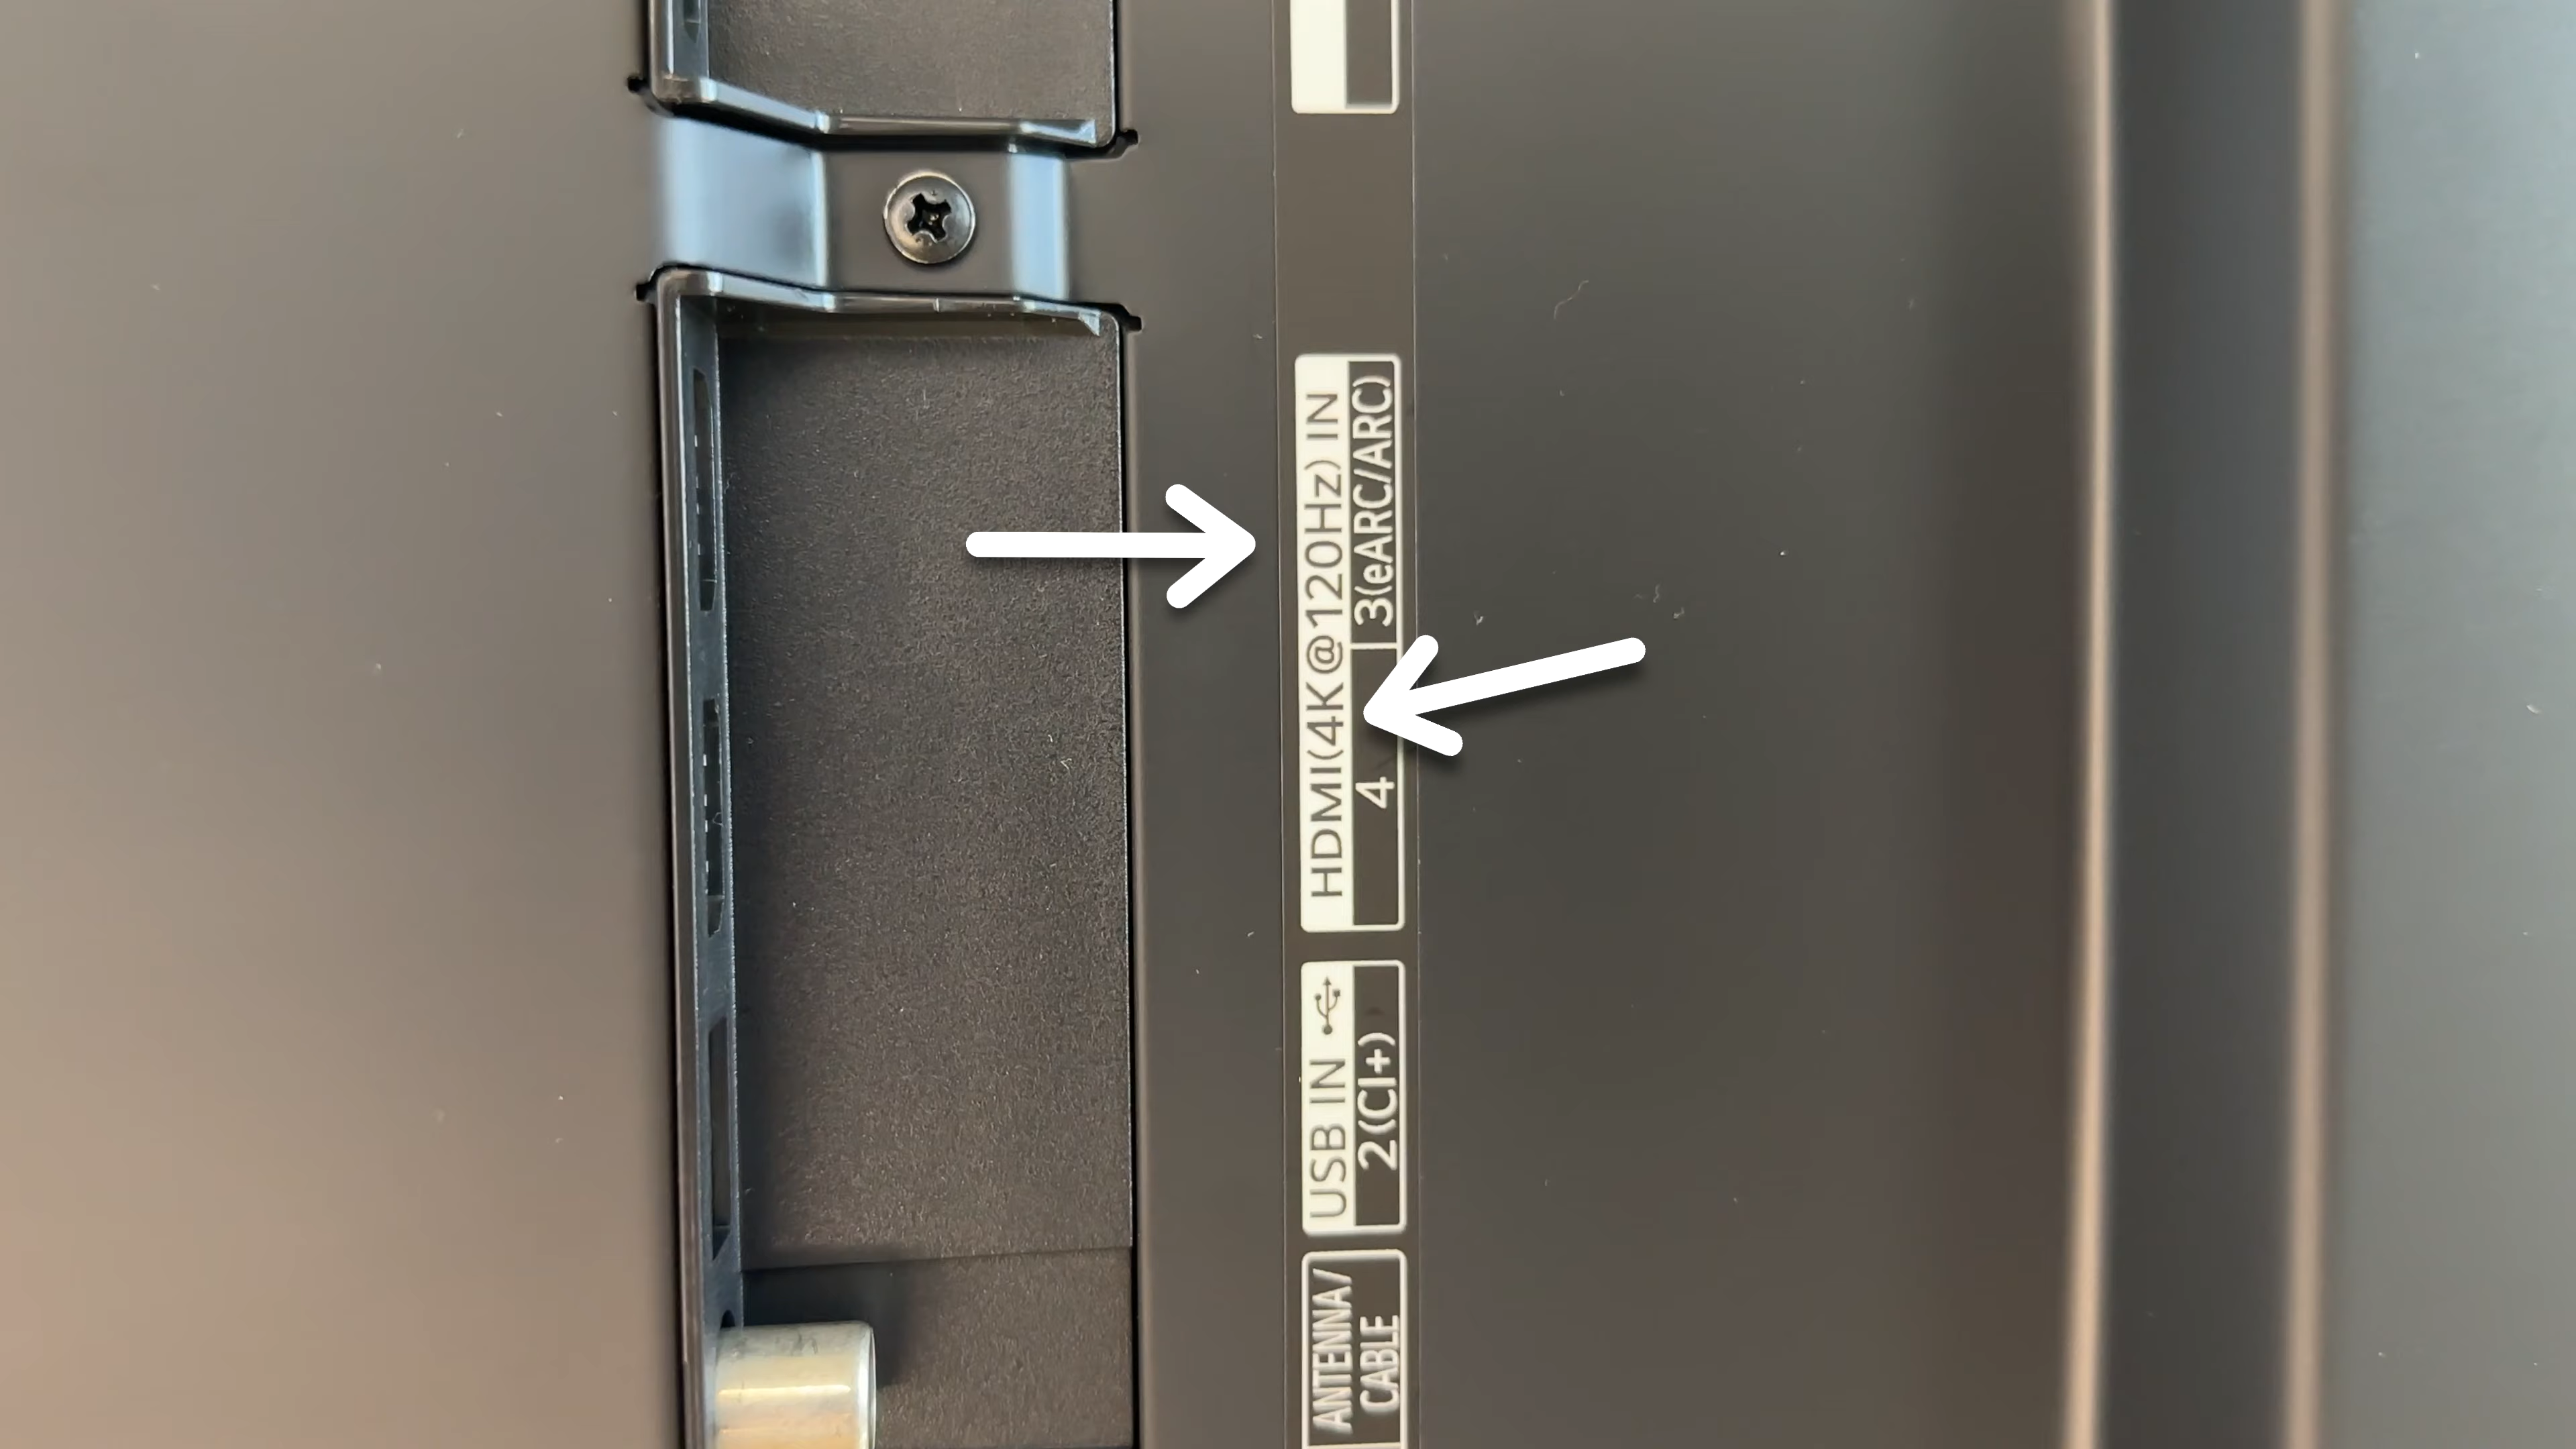 HDMI(4K@120Hz) IN
4
3(eARC/ARC)
USB IN
2(CI+)
ANTENNA/
CABLE